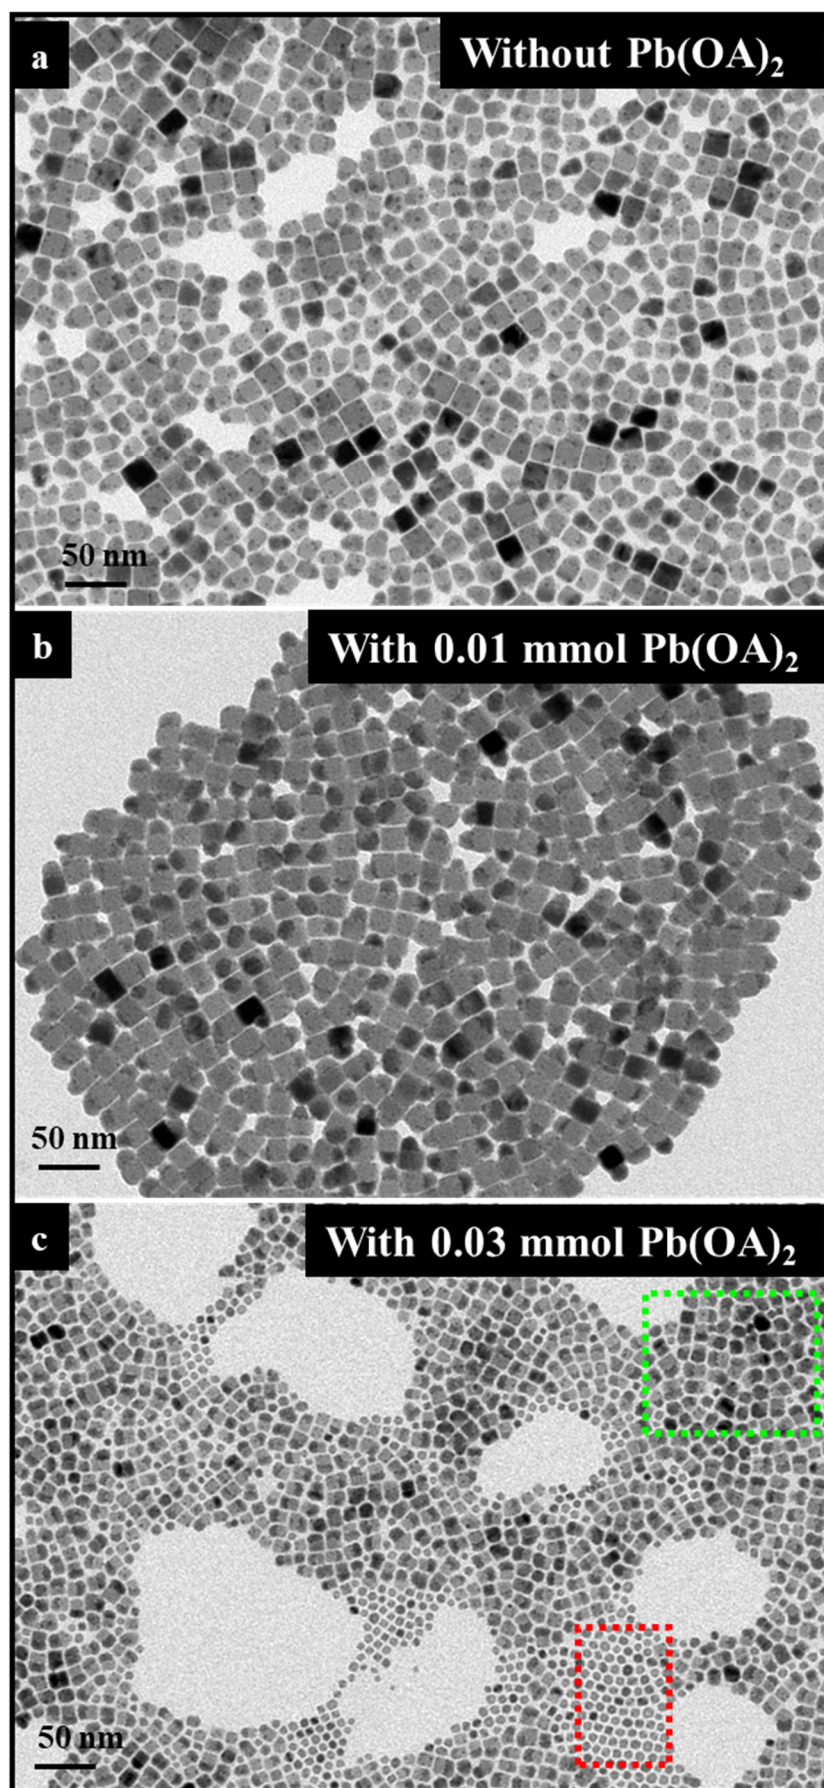 a
Without Pb(OA)₂
50 nm
b
With 0.01 mmol Pb(OA)₂
50 nm
c
With 0.03 mmol Pb(OA)₂
50 nm